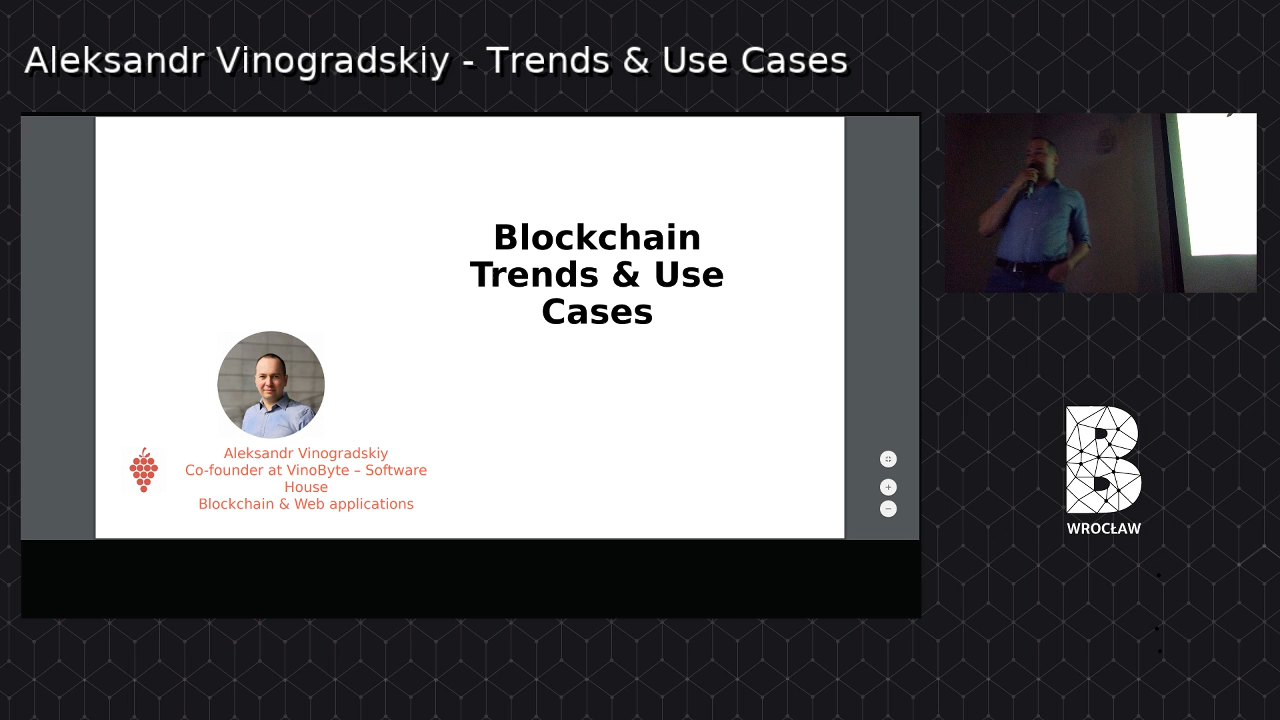 Aleksandr Vinogradskiy - Trends & Use Cases
Blockchain
Trends & Use
Cases
Aleksandr Vinogradskiy
Co-founder at VinoByte – Software
House
Blockchain & Web applications
B
WROCŁAW